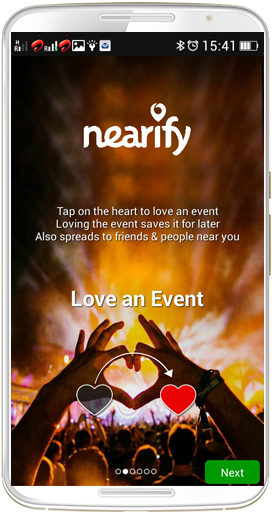 15:41
nearify
Tap on the heart to love an event
Loving the event saves it for later
Also spreads to friends & people near you
Love an Event
Next